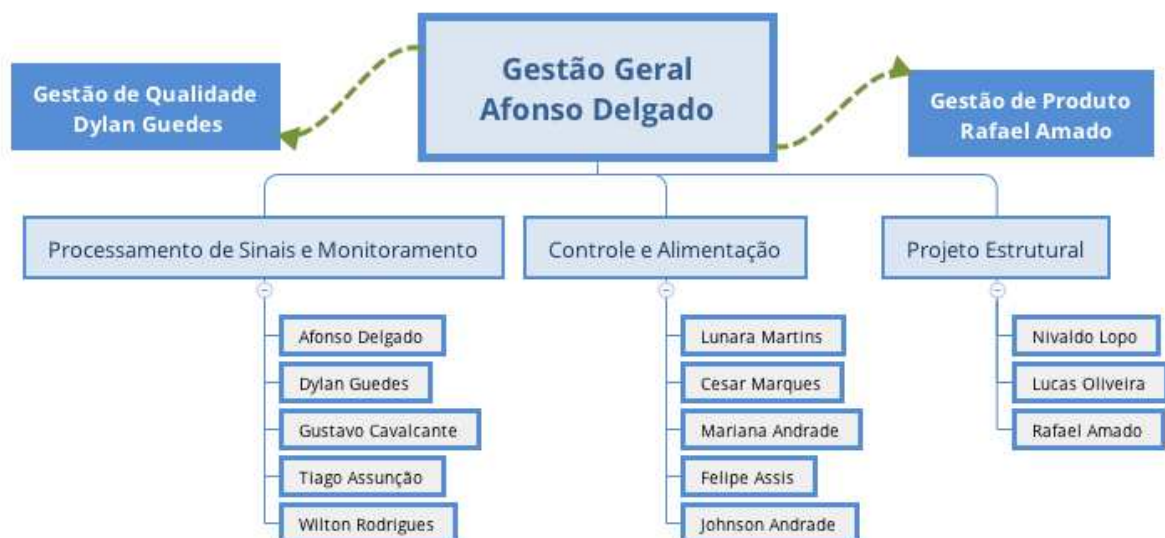 Gestão Geral
Afonso Delgado
Gestão de Qualidade
Dylan Guedes
Gestão de Produto
Rafael Amado
Processamento de Sinais e Monitoramento
Afonso Delgado
Dylan Guedes
Gustavo Cavalcante
Tiago Assunção
Wilton Rodrigues
Controle e Alimentação
Lunara Martins
Cesar Marques
Mariana Andrade
Felipe Assis
Johnson Andrade
Projeto Estrutural
Nivaldo Lopo
Lucas Oliveira
Rafael Amado